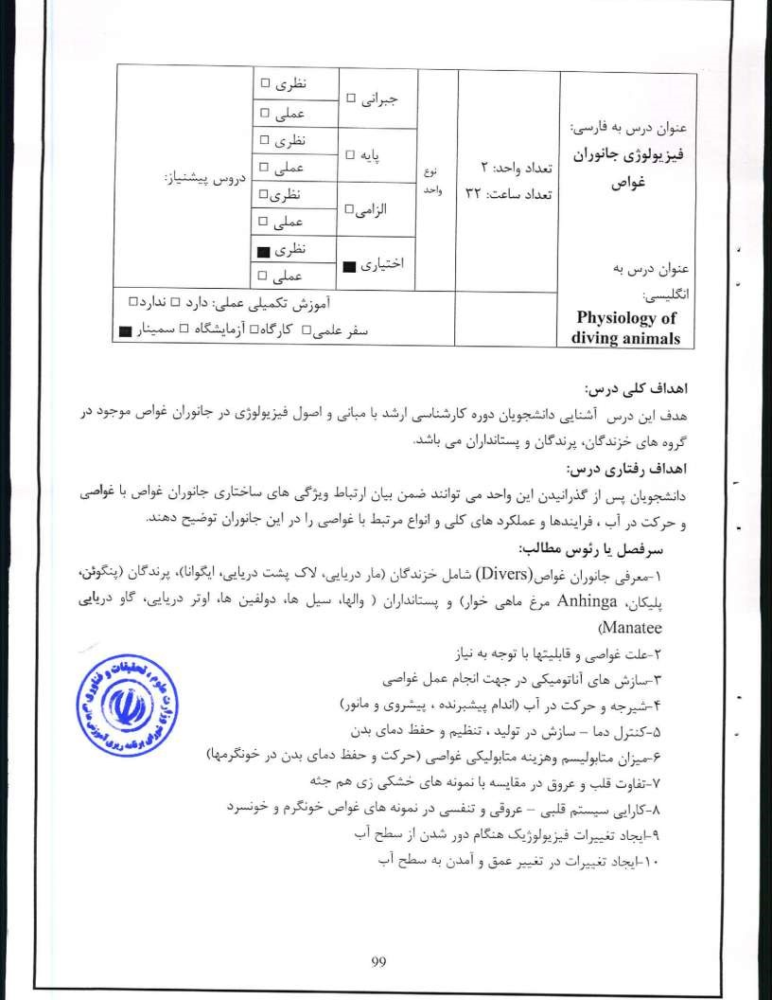 عنوان درس به فارسی:
فیزیولوژی جانوران
غواص
عنوان درس به
انگلیسی:
Physiology of
diving animals
تعداد واحد: ۲
تعداد ساعت: ۳۲
نوع
واحد
جبرانی □
نظری □
عملی □
پایه □
نظری □
عملی □
الزامی□
نظری□
عملی □
اختیاری ■
نظری ■
عملی □
دروس پیشنیاز:
آموزش تکمیلی عملی: دارد □ ندارد□
سفر علمی□ کارگاه□ آزمایشگاه □ سمینار ■
اهداف کلی درس:
هدف این درس آشنایی دانشجویان دوره کارشناسی ارشد با مبانی و اصول فیزیولوژی در جانوران غواص موجود در
گروه های خزندگان، پرندگان و پستانداران می باشد.
اهداف رفتاری درس:
دانشجویان پس از گذرانیدن این واحد می توانند ضمن بیان ارتباط ویژگی های ساختاری جانوران غواص با غواصی
و حرکت در آب ، فرایندها و عملکرد های کلی و انواع مرتبط با غواصی را در این جانوران توضیح دهند.
سرفصل یا رئوس مطالب:
۱-معرفی جانوران غواص(Divers) شامل خزندگان (مار دریایی، لاک پشت دریایی، ایگوانا)، پرندگان (پنگوئن،
پلیکان، Anhinga مرغ ماهی خوار) و پستانداران ( والها، سیل ها، دولفین ها، اوتر دریایی، گاو دریایی
Manatee)
۲-علت غواصی و قابلیتها با توجه به نیاز
۳-سازش های آناتومیکی در جهت انجام عمل غواصی
۴-شیرجه و حرکت در آب (اندام پیشبرنده ، پیشروی و مانور)
۵-کنترل دما – سازش در تولید ، تنظیم و حفظ دمای بدن
۶-میزان متابولیسم وهزینه متابولیکی غواصی (حرکت و حفظ دمای بدن در خونگرمها)
۷-تفاوت قلب و عروق در مقایسه با نمونه های خشکی زی هم جثه
۸-کارایی سیستم قلبی – عروقی و تنفسی در نمونه های غواص خونگرم و خونسرد
۹-ایجاد تغییرات فیزیولوژیک هنگام دور شدن از سطح آب
۱۰-ایجاد تغییرات در تغییر عمق و آمدن به سطح آب
وزارت علوم، تحقیقات و فناوری
شورای برنامه ریزی آموزش عالی
99